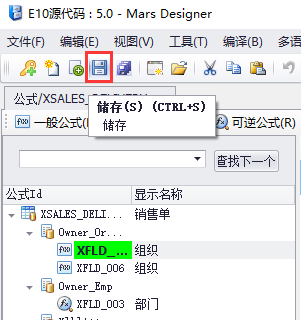 E10源代码 : 5.0 - Mars Designer
文件(F) 编辑(E) 视图(V) 工具(T) 编译(B) 多语
公式/XSALES_
储存(S) (CTRL+S)
储存
一般公式( 可逆公式(R)
查找下一个
公式Id 显示名称
XSALES_DELI... 销售单
Owner_Or...
XFLD_... 组织
XFLD_006 组织
Owner_Emp
XFLD_003 部门